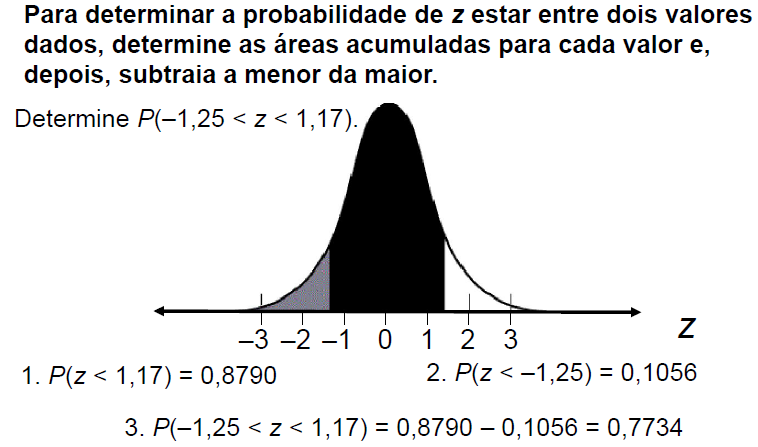 Para determinar a probabilidade de z estar entre dois valores
dados, determine as áreas acumuladas para cada valor e,
depois, subtraia a menor da maior.
Determine P(–1,25 < z < 1,17).
–3 –2 –1 0 1 2 3
z
1. P(z < 1,17) = 0,8790
2. P(z < –1,25) = 0,1056
3. P(–1,25 < z < 1,17) = 0,8790 – 0,1056 = 0,7734